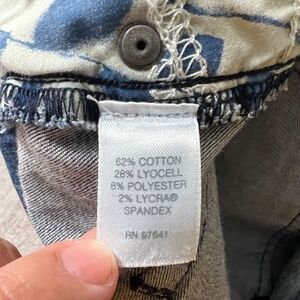 62% COTTON
28% LYOCELL
8% POLYESTER
2% LYCRA®
SPANDEX
RN 97641